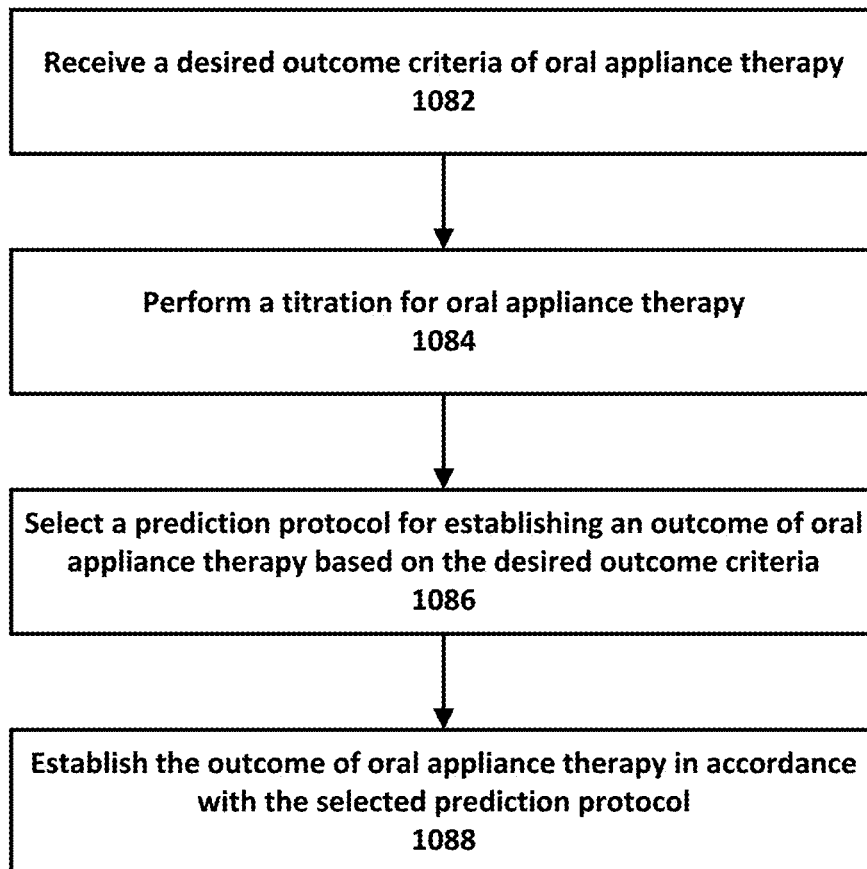 Receive a desired outcome criteria of oral appliance therapy
1082
Perform a titration for oral appliance therapy
1084
Select a prediction protocol for establishing an outcome of oral
appliance therapy based on the desired outcome criteria
1086
Establish the outcome of oral appliance therapy in accordance
with the selected prediction protocol
1088